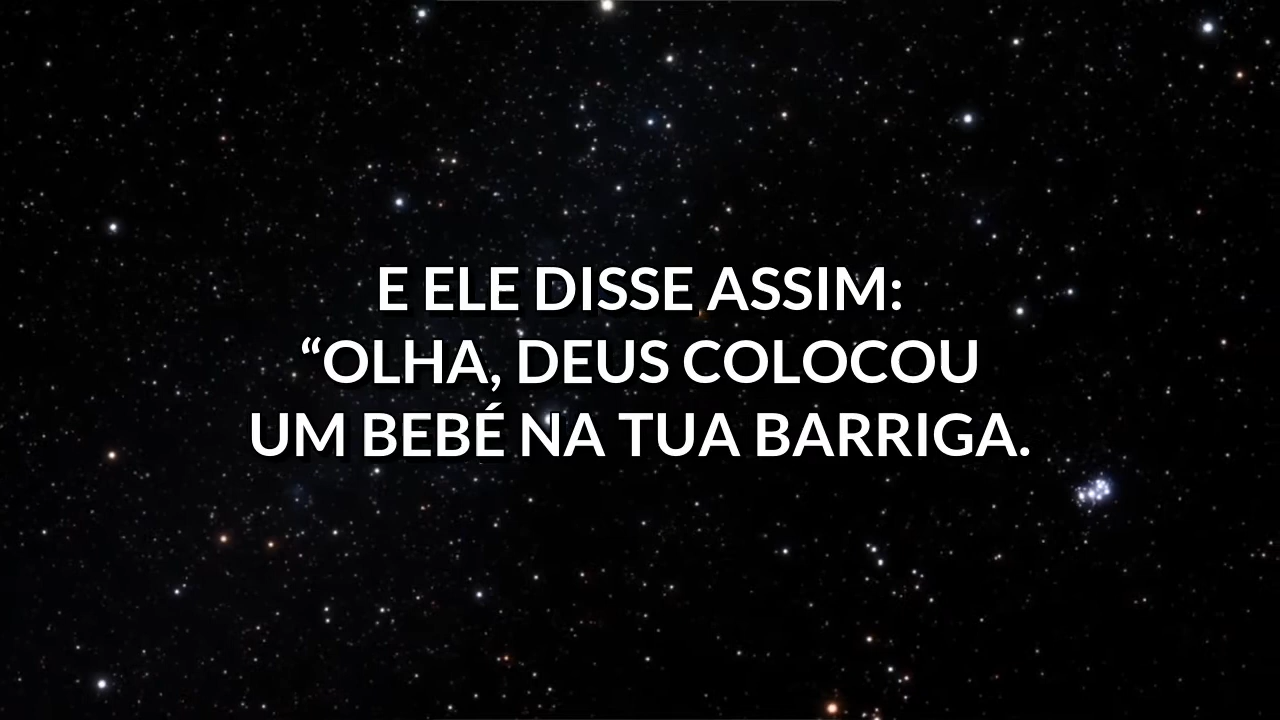 E ELE DISSE ASSIM:
“OLHA, DEUS COLOCOU
UM BEBÉ NA TUA BARRIGA.